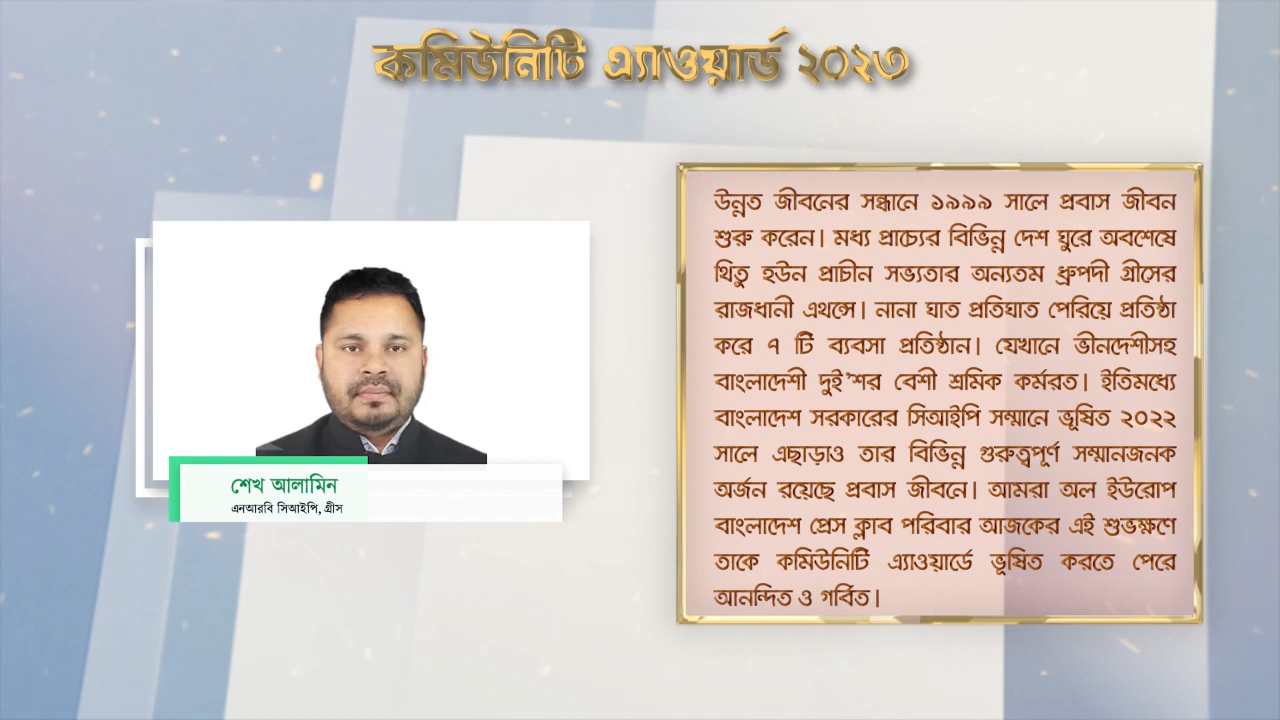 কমিউনিটি এ্যাওয়ার্ড ২০২৩
উন্নত জীবনের সন্ধানে ১৯৯৯ সালে প্রবাস জীবন
শুরু করেন। মধ্য প্রাচ্যের বিভিন্ন দেশ ঘুরে অবশেষে
থিতু হউন প্রাচীন সভ্যতার অন্যতম ধ্রুপদী গ্রীসের
রাজধানী এথন্সে। নানা ঘাত প্রতিঘাত পেরিয়ে প্রতিষ্ঠা
করে ৭ টি ব্যবসা প্রতিষ্ঠান। যেখানে ভীনদেশীসহ
বাংলাদেশী দুই'শর বেশী শ্রমিক কর্মরত। ইতিমধ্যে
বাংলাদেশ সরকারের সিআইপি সম্মানে ভূষিত ২০২২
সালে এছাড়াও তার বিভিন্ন গুরুত্বপূর্ণ সম্মানজনক
অর্জন রয়েছে প্রবাস জীবনে। আমরা অল ইউরোপ
বাংলাদেশ প্রেস ক্লাব পরিবার আজকের এই শুভক্ষণে
তাকে কমিউনিটি এ্যাওয়ার্ডে ভূষিত করতে পেরে
আনন্দিত ও গর্বিত।
শেখ আলামিন
এনআরবি সিআইপি, গ্রীস